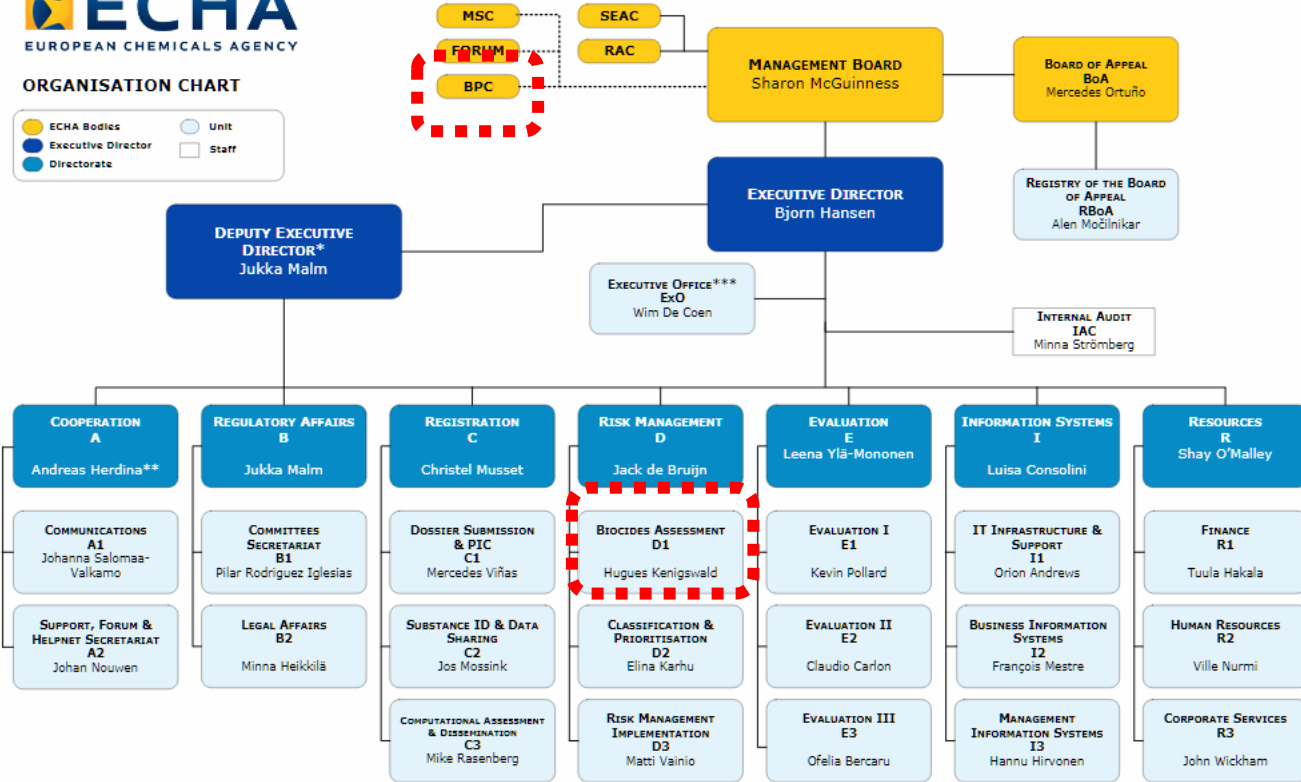 ECHA
EUROPEAN CHEMICALS AGENCY
ORGANISATION CHART
ECHA Bodies
Executive Director
Directorate
Unit
Staff
MSC
FORUM
BPC
SEAC
RAC
MANAGEMENT BOARD
Sharon McGuinness
BOARD OF APPEAL
BoA
Mercedes Ortuño
REGISTRY OF THE BOARD
OF APPEAL
RBoA
Alen Močilnikar
EXECUTIVE DIRECTOR
Bjorn Hansen
DEPUTY EXECUTIVE
DIRECTOR*
Jukka Malm
EXECUTIVE OFFICE***
ExO
Wim De Coen
INTERNAL AUDIT
IAC
Minna Strömberg
COOPERATION
A
Andreas Herdina**
REGULATORY AFFAIRS
B
Jukka Malm
REGISTRATION
C
Christel Musset
RISK MANAGEMENT
D
Jack de Bruijn
EVALUATION
E
Leena Ylä-Mononen
INFORMATION SYSTEMS
I
Luisa Consolini
RESOURCES
R
Shay O'Malley
COMMUNICATIONS
A1
Johanna Salomaa-
Valkamo
COMMITTEES
SECRETARIAT
B1
Pilar Rodriguez Iglesias
DOSSIER SUBMISSION
& PIC
C1
Mercedes Viñas
BIOCIDES ASSESSMENT
D1
Hugues Kenigswald
EVALUATION I
E1
Kevin Pollard
IT INFRASTRUCTURE &
SUPPORT
I1
Orion Andrews
FINANCE
R1
Tuula Hakala
SUPPORT, FORUM &
HELPNET SECRETARIAT
A2
Johan Nouwen
LEGAL AFFAIRS
B2
Minna Heikkilä
SUBSTANCE ID & DATA
SHARING
C2
Jos Mossink
CLASSIFICATION &
PRIORITISATION
D2
Elina Karhu
EVALUATION II
E2
Claudio Carlon
BUSINESS INFORMATION
SYSTEMS
I2
François Mestre
HUMAN RESOURCES
R2
Ville Nurmi
COMPUTATIONAL ASSESSMENT
& DISSEMINATION
C3
Mike Rasenberg
RISK MANAGEMENT
IMPLEMENTATION
D3
Matti Vainio
EVALUATION III
E3
Ofelia Bercaru
MANAGEMENT
INFORMATION SYSTEMS
I3
Hannu Hirvonen
CORPORATE SERVICES
R3
John Wickham